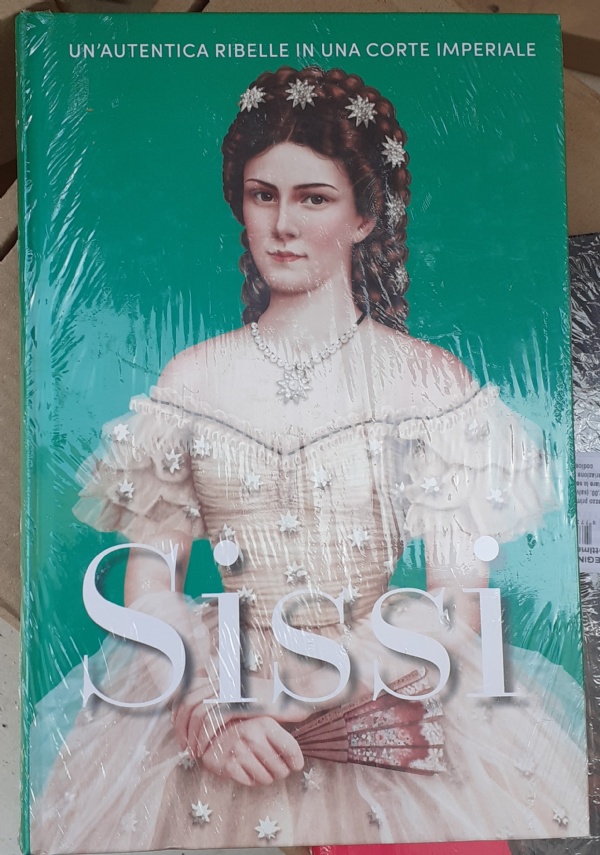 UN'AUTENTICA RIBELLE IN UNA CORTE IMPERIALE
Sissi